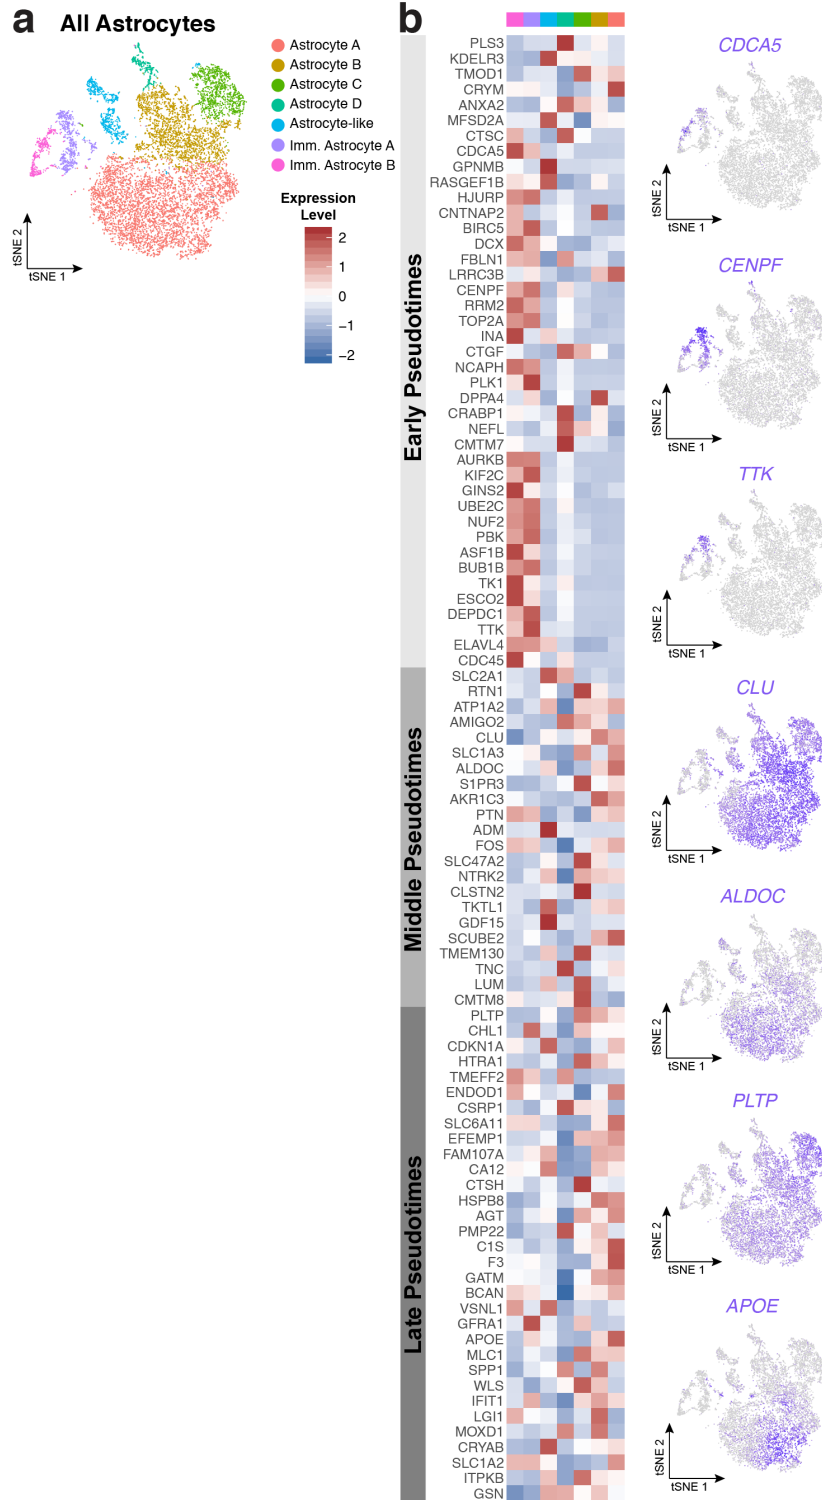 a
All Astrocytes
Astrocyte A
Astrocyte B
Astrocyte C
Astrocyte D
Astrocyte-like
Imm. Astrocyte A
Imm. Astrocyte B
tSNE 2
tSNE 1
Expression
Level
2
1
0
−1
−2
b
Early Pseudotimes
PLS3
KDELR3
TMOD1
CRYM
ANXA2
MFSD2A
CTSC
CDCA5
GPNMB
RASGEF1B
HJURP
CNTNAP2
BIRC5
DCX
FBLN1
LRRC3B
CENPF
RRM2
TOP2A
INA
CTGF
NCAPH
PLK1
DPPA4
CRABP1
NEFL
CMTM7
AURKB
KIF2C
GINS2
UBE2C
NUF2
PBK
ASF1B
BUB1B
TK1
ESCO2
DEPDC1
TTK
ELAVL4
CDC45
Middle Pseudotimes
SLC2A1
RTN1
ATP1A2
AMIGO2
CLU
SLC1A3
ALDOC
S1PR3
AKR1C3
PTN
ADM
FOS
SLC47A2
NTRK2
CLSTN2
TKTL1
GDF15
SCUBE2
TMEM130
TNC
LUM
CMTM8
Late Pseudotimes
PLTP
CHL1
CDKN1A
HTRA1
TMEFF2
ENDOD1
CSRP1
SLC6A11
EFEMP1
FAM107A
CA12
CTSH
HSPB8
AGT
PMP22
C1S
F3
GATM
BCAN
VSNL1
GFRA1
APOE
MLC1
SPP1
WLS
IFIT1
LGI1
MOXD1
CRYAB
SLC1A2
ITPKB
GSN
CDCA5
tSNE 2
tSNE 1
CENPF
tSNE 2
tSNE 1
TTK
tSNE 2
tSNE 1
CLU
tSNE 2
tSNE 1
ALDOC
tSNE 2
tSNE 1
PLTP
tSNE 2
tSNE 1
APOE
tSNE 2
tSNE 1